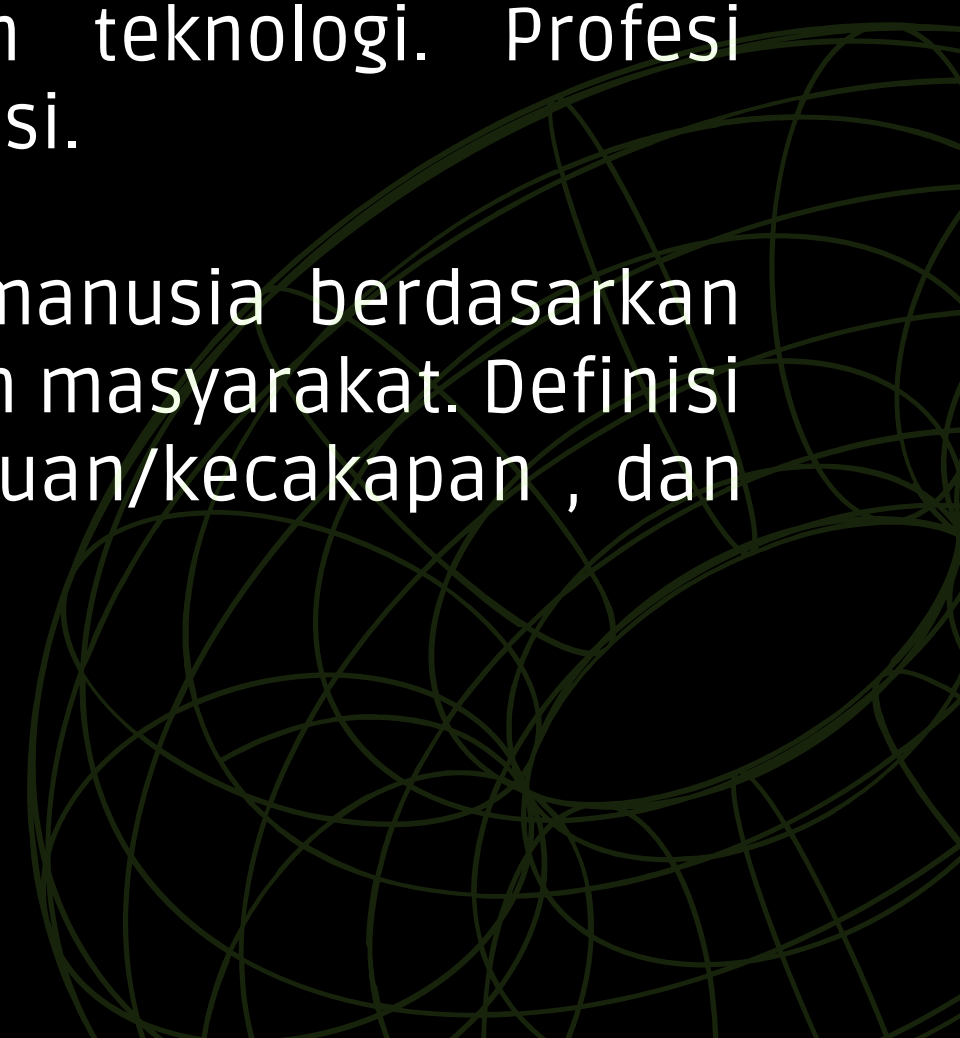 teknologi. Profesi
si.
manusia berdasarkan
masyarakat. Definisi
uan/kecakapan , dan